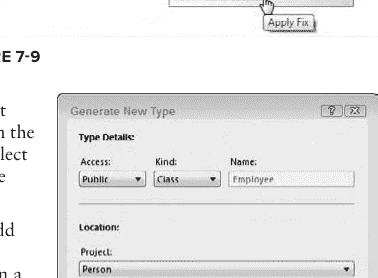 Apply Fix
E 7-9
Generate New Type
Type Details:
Access: Kind: Name:
Public Class Employee
Location:
Project:
Person
t
the
lect
e
dd
n a